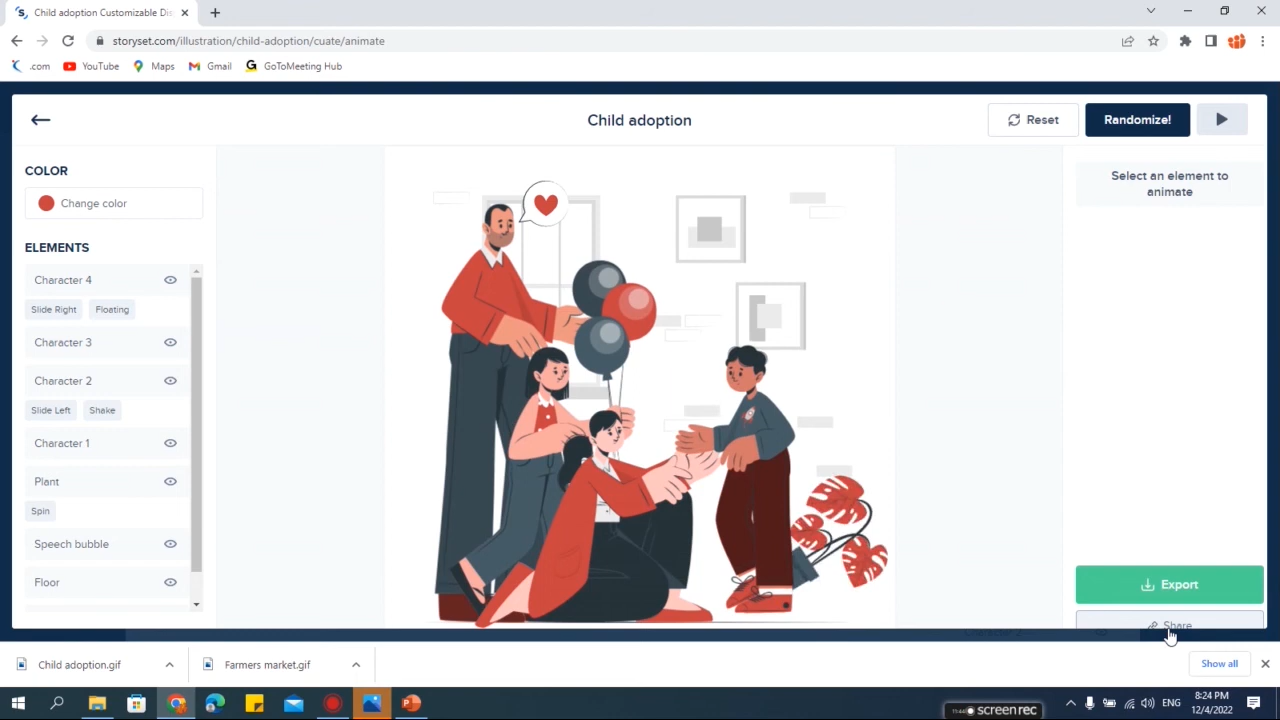 Child adoption Customizable Dis
storyset.com/illustration/child-adoption/cuate/animate
.com
YouTube
Maps
Gmail
GoToMeeting Hub
Child adoption
Reset
Randomize!
COLOR
Change color
ELEMENTS
Character 4
Slide Right
Floating
Character 3
Character 2
Slide Left
Shake
Character 1
Plant
Spin
Speech bubble
Floor
Select an element to
animate
Export
Share
Child adoption.gif
Farmers market.gif
Show all
ENG
8:24 PM
12/4/2022
screenrec